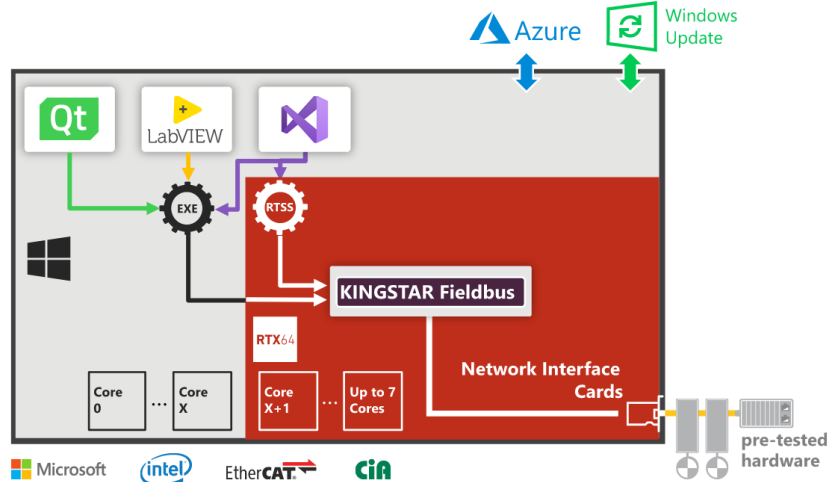 Azure
Windows
Update
Qt
LabVIEW
EXE
RTSS
KINGSTAR Fieldbus
RTX64
Network Interface
Cards
Core
0
...
Core
X
Core
X+1
...
Up to 7
Cores
pre-tested
hardware
Microsoft
intel
EtherCAT
CiA